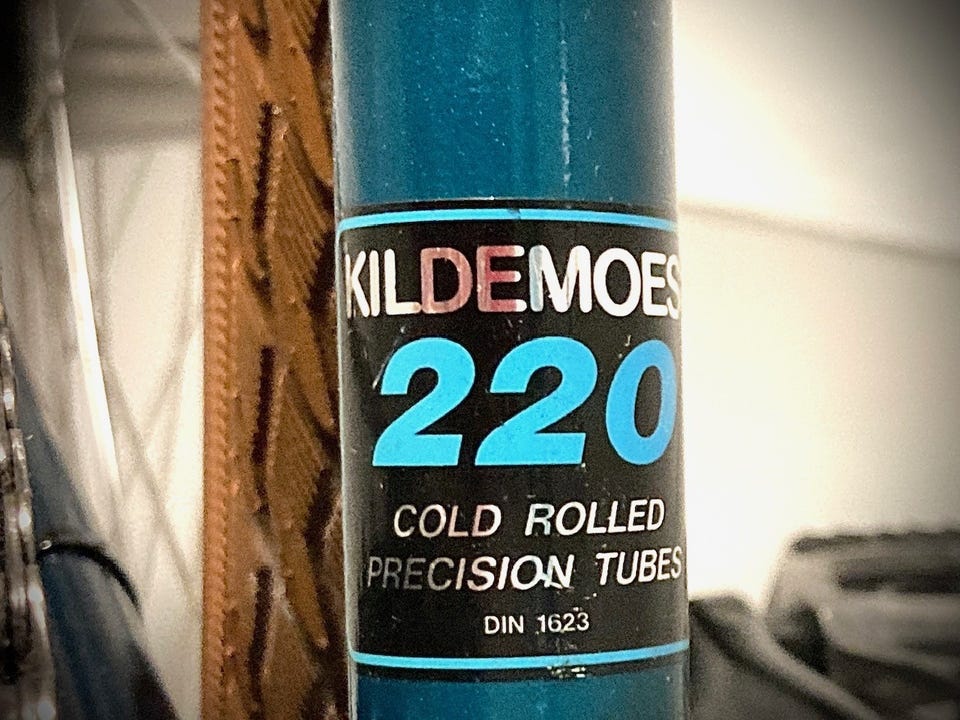 KILDEMOES
220
COLD ROLLED
PRECISION TUBES
DIN 1623